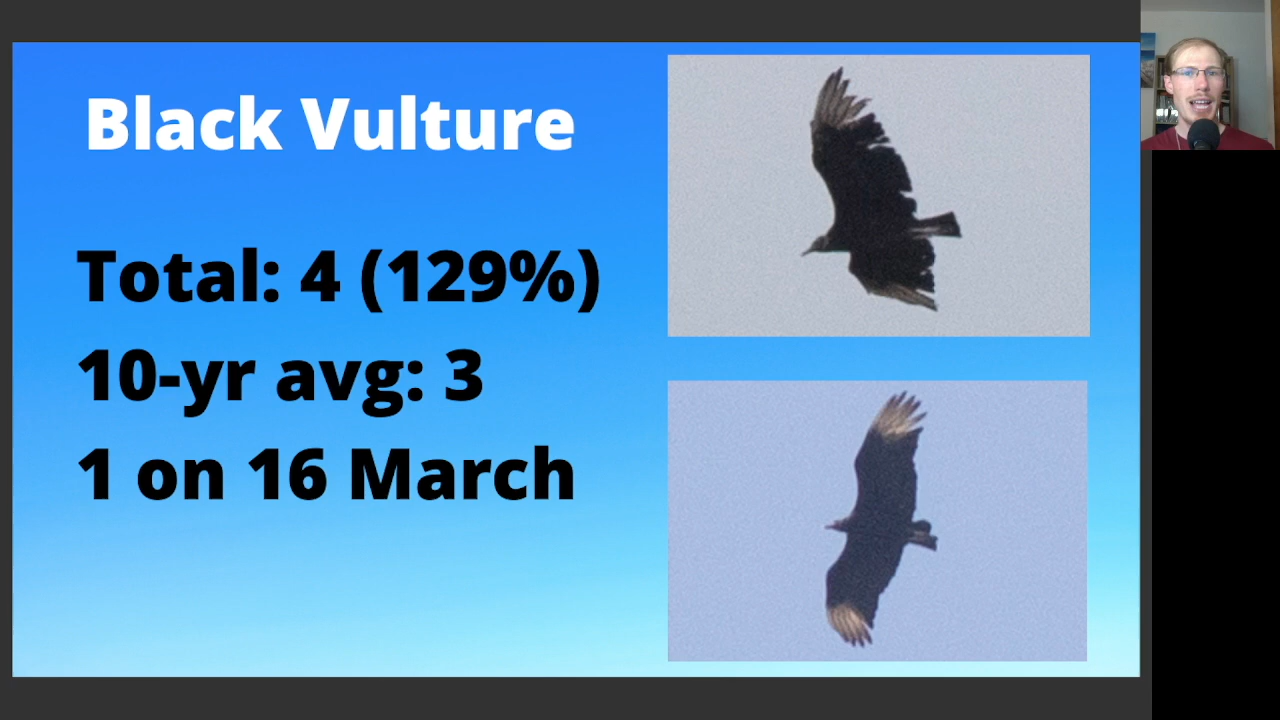 Black Vulture
Total: 4 (129%)
10-yr avg: 3
1 on 16 March